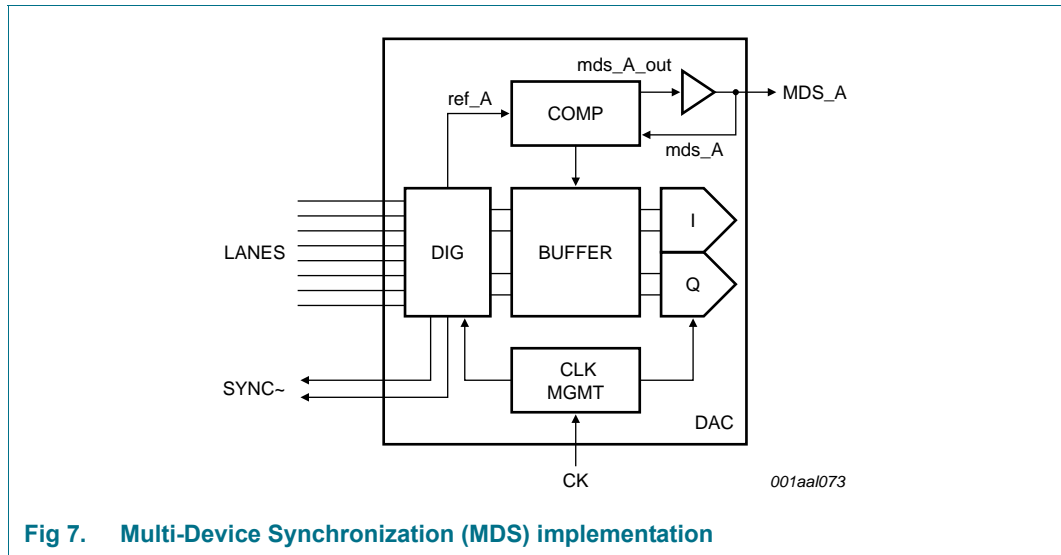 mds_A_out
MDS_A
ref_A
COMP
mds_A
LANES
DIG
BUFFER
I
Q
SYNC~
CLK
MGMT
DAC
CK
001aal073
Fig 7. Multi-Device Synchronization (MDS) implementation